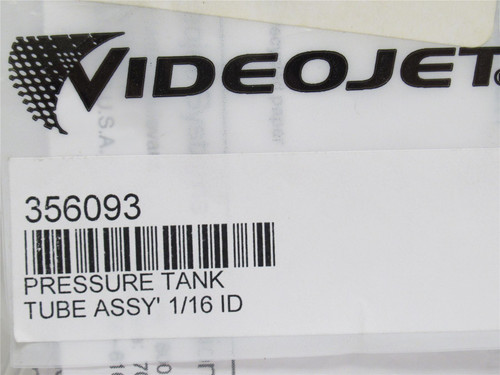 VIDEOJET
U.S.A.
356093
PRESSURE TANK
TUBE ASSY' 1/16 ID